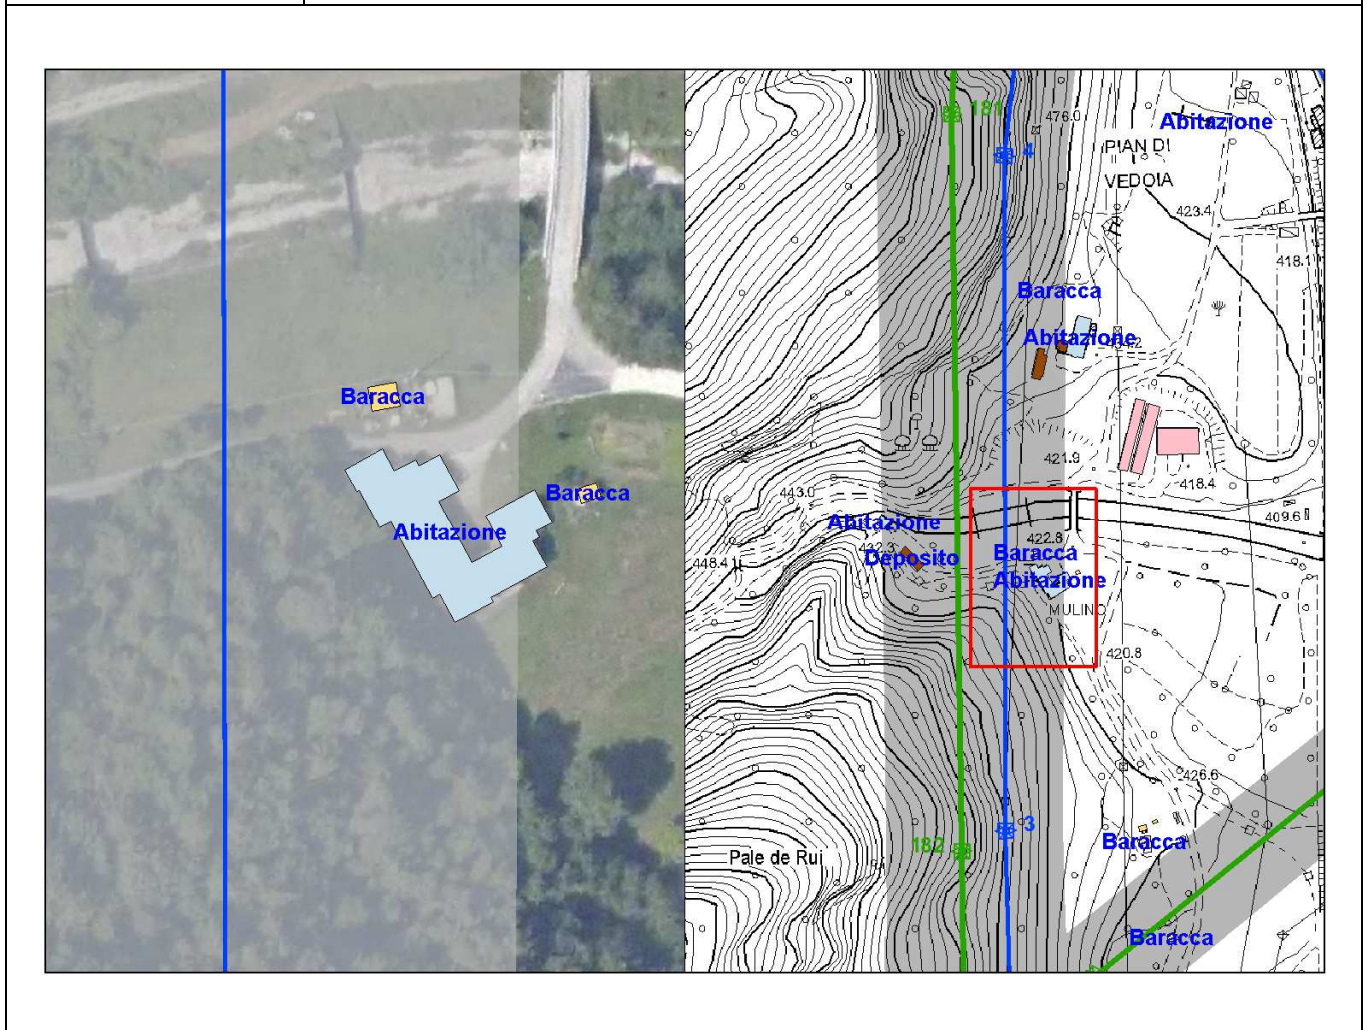 Baracca
Baracca
Abitazione
181
476.0
Abitazione
4
PIAN DI
VEDOIA
423.4
418.1
Baracca
Abitazione
421.9
418.4
443.0
Abitazione
409.6
422.8
432.3
Deposito
Baracca
448.4
Abitazione
MULINO
420.8
426.6
3
182
Baracca
Pale de Rui
Baracca